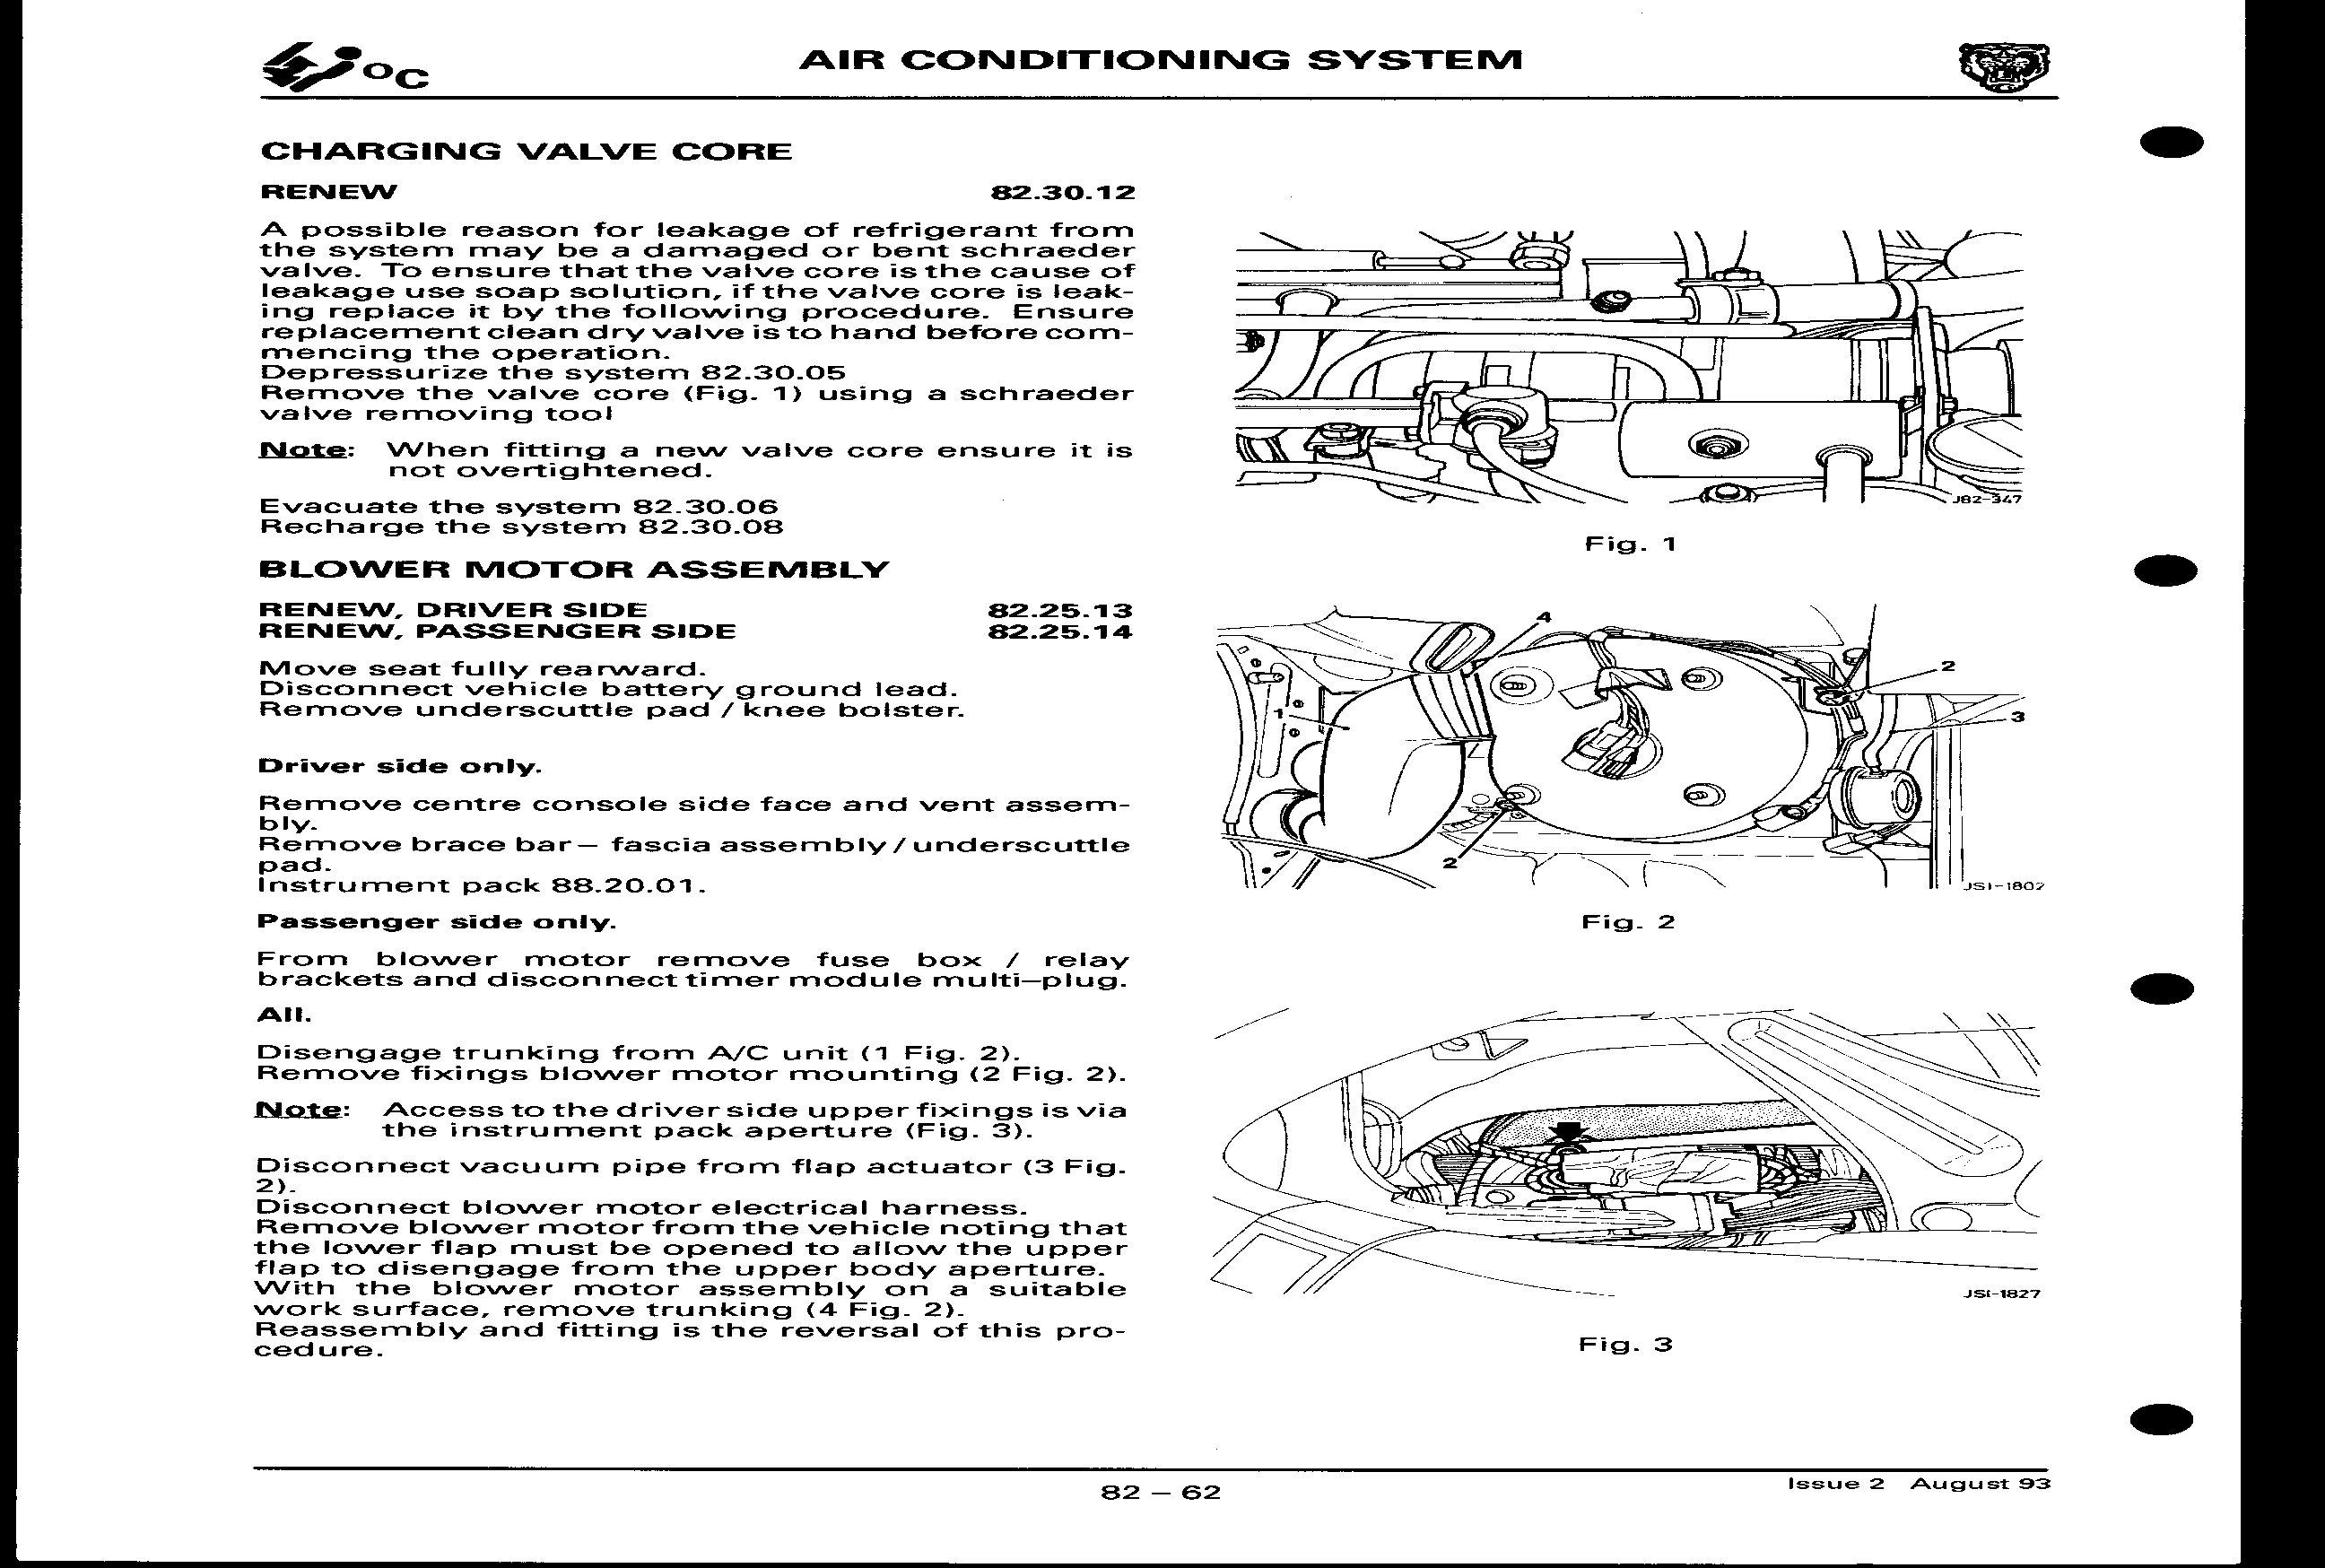 °C
AIR CONDITIONING SYSTEM
CHARGING VALVE CORE
RENEW 82.30.12
A possible reason for leakage of refrigerant from
the system may be a damaged or bent schraeder
valve. To ensure that the valve core is the cause of
leakage use soap solution, if the valve core is leak-
ing replace it by the following procedure. Ensure
replacement clean dry valve is to hand before com-
mencing the operation.
Depressurize the system 82.30.05
Remove the valve core (Fig. 1) using a schraeder
valve removing tool
Note: When fitting a new valve core ensure it is
not overtightened.
Evacuate the system 82.30.06
Recharge the system 82.30.08
BLOWER MOTOR ASSEMBLY
RENEW, DRIVER SIDE 82.25.13
RENEW, PASSENGER SIDE 82.25.14
Move seat fully rearward.
Disconnect vehicle battery ground lead.
Remove underscuttle pad / knee bolster.
Driver side only.
Remove centre console side face and vent assem-
bly.
Remove brace bar – fascia assembly / underscuttle
pad.
Instrument pack 88.20.01.
Passenger side only.
From blower motor remove fuse box / relay
brackets and disconnect timer module multi–plug.
All.
Disengage trunking from A/C unit (1 Fig. 2).
Remove fixings blower motor mounting (2 Fig. 2).
Note: Access to the driver side upper fixings is via
the instrument pack aperture (Fig. 3).
Disconnect vacuum pipe from flap actuator (3 Fig.
2).
Disconnect blower motor electrical harness.
Remove blower motor from the vehicle noting that
the lower flap must be opened to allow the upper
flap to disengage from the upper body aperture.
With the blower motor assembly on a suitable
work surface, remove trunking (4 Fig. 2).
Reassembly and fitting is the reversal of this pro-
cedure.
J82-347
Fig. 1
4
2
1
3
2
JSI-1802
Fig. 2
JSI-1827
Fig. 3
82 – 62
Issue 2 August 93